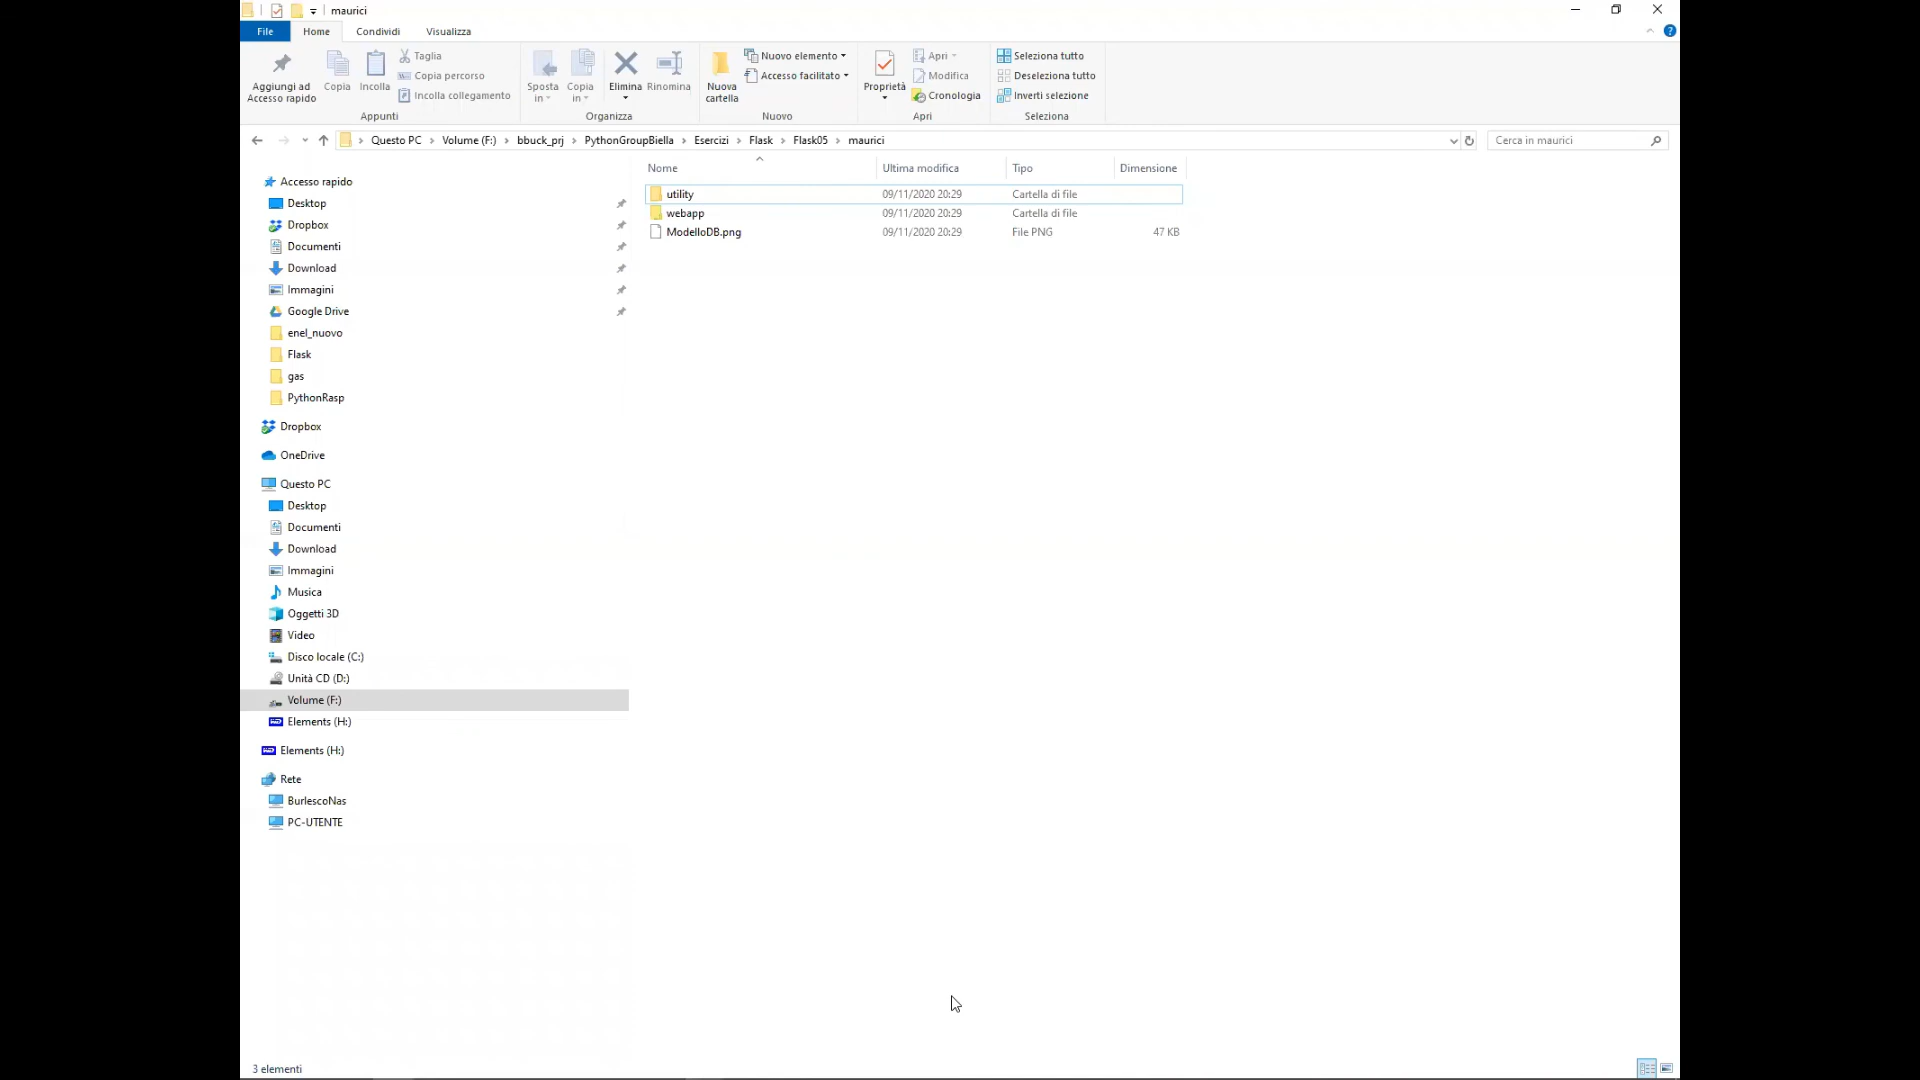 maurici
File Home Condividi Visualizza
Aggiungi ad Accesso rapido
Copia
Incolla
Taglia
Copia percorso
Incolla collegamento
Appunti
Sposta in
Copia in
Elimina
Rinomina
Organizza
Nuova cartella
Nuovo elemento
Accesso facilitato
Nuovo
Proprietà
Apri
Modifica
Cronologia
Apri
Seleziona tutto
Deseleziona tutto
Inverti selezione
Seleziona
Questo PC > Volume (F:) > bbuck_prj > PythonGroupBiella > Esercizi > Flask > Flask05 > maurici
Cerca in maurici
Accesso rapido
Desktop
Dropbox
Documenti
Download
Immagini
Google Drive
enel_nuovo
Flask
gas
PythonRasp
Dropbox
OneDrive
Questo PC
Desktop
Documenti
Download
Immagini
Musica
Oggetti 3D
Video
Disco locale (C:)
Unità CD (D:)
Volume (F:)
Elements (H:)
Elements (H:)
Rete
BurlescoNas
PC-UTENTE
Nome Ultima modifica Tipo Dimensione
utility 09/11/2020 20:29 Cartella di file
webapp 09/11/2020 20:29 Cartella di file
ModelloDB.png 09/11/2020 20:29 File PNG 47 KB
3 elementi